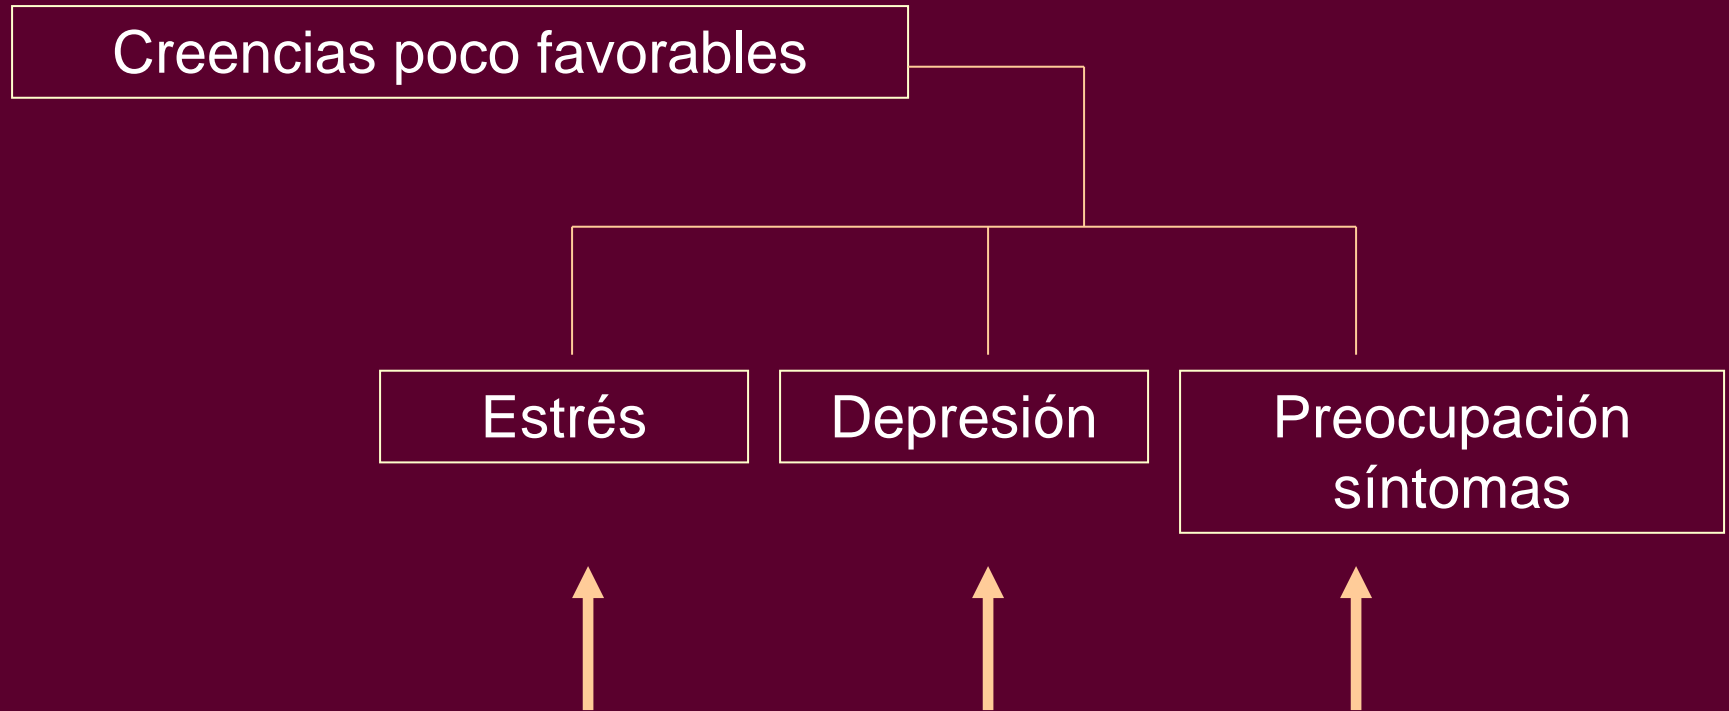 Creencias poco favorables
Estrés
Depresión
Preocupación
síntomas